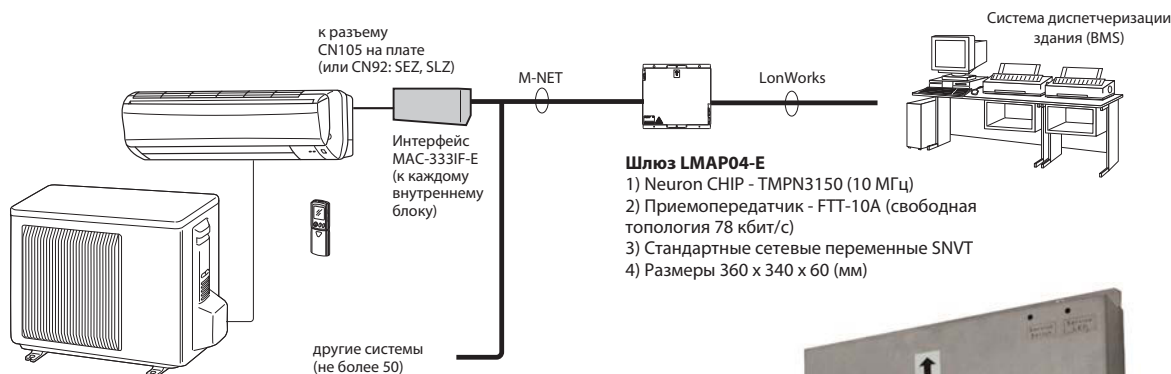 к разъему
CN105 на плате
(или CN92: SEZ, SLZ)
M-NET
LonWorks
Система диспетчеризации
здания (BMS)
Интерфейс
MAC-333IF-E
(к каждому
внутреннему
блоку)
Шлюз LMAP04-E
1) Neuron CHIP - TMPN3150 (10 МГц)
2) Приемопередатчик - FTT-10A (свободная
топология 78 кбит/с)
3) Стандартные сетевые переменные SNVT
4) Размеры 360 x 340 x 60 (мм)
другие системы
(не более 50)